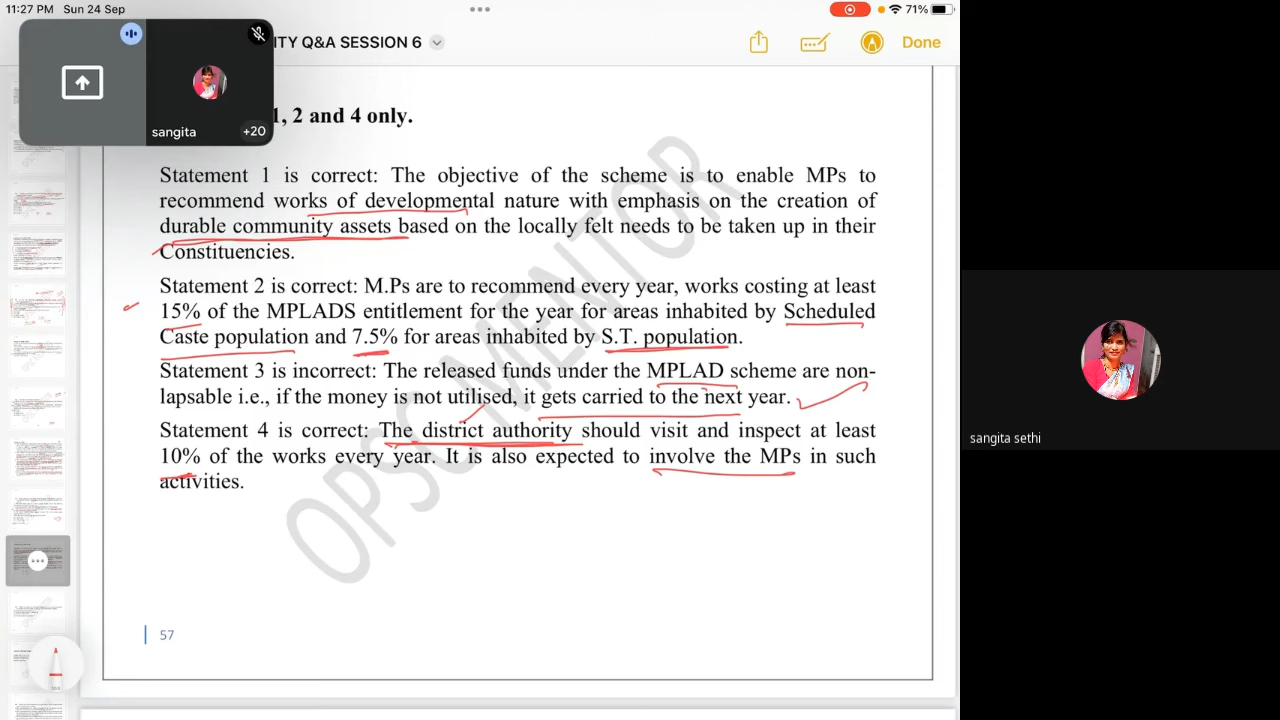 11:27 PM Sun 24 Sep
71%
ITY Q&A SESSION 6
Done
sangita
+20
1, 2 and 4 only.
Statement 1 is correct: The objective of the scheme is to enable MPs to
recommend works of developmental nature with emphasis on the creation of
durable community assets based on the locally felt needs to be taken up in their
Constituencies.
Statement 2 is correct: M.Ps are to recommend every year, works costing at least
15% of the MPLADS entitlement for the year for areas inhabited by Scheduled
Caste population and 7.5% for areas inhabited by S.T. population.
Statement 3 is incorrect: The released funds under the MPLAD scheme are non-
lapsable i.e., if the money is not utilised, it gets carried to the next year.
Statement 4 is correct: The district authority should visit and inspect at least
10% of the works every year. It is also expected to involve the MPs in such
activities.
OPSC MENTOR
57
sangita sethi